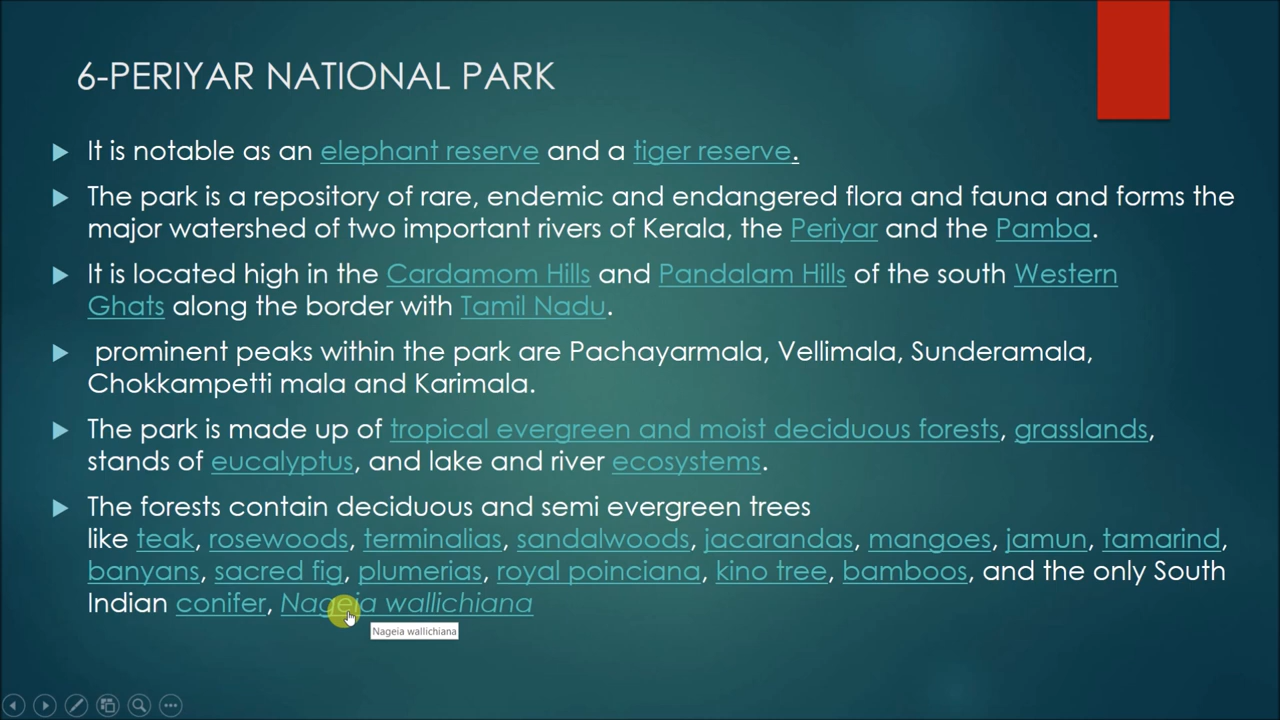 6-PERIYAR NATIONAL PARK
It is notable as an elephant reserve and a tiger reserve.
The park is a repository of rare, endemic and endangered flora and fauna and forms the
major watershed of two important rivers of Kerala, the Periyar and the Pamba.
It is located high in the Cardamom Hills and Pandalam Hills of the south Western
Ghats along the border with Tamil Nadu.
prominent peaks within the park are Pachayarmala, Vellimala, Sunderamala,
Chokkampetti mala and Karimala.
The park is made up of tropical evergreen and moist deciduous forests, grasslands,
stands of eucalyptus, and lake and river ecosystems.
The forests contain deciduous and semi evergreen trees
like teak, rosewoods, terminalias, sandalwoods, jacarandas, mangoes, jamun, tamarind,
banyans, sacred fig, plumerias, royal poinciana, kino tree, bamboos, and the only South
Indian conifer, Nageia wallichiana
Nageia wallichiana